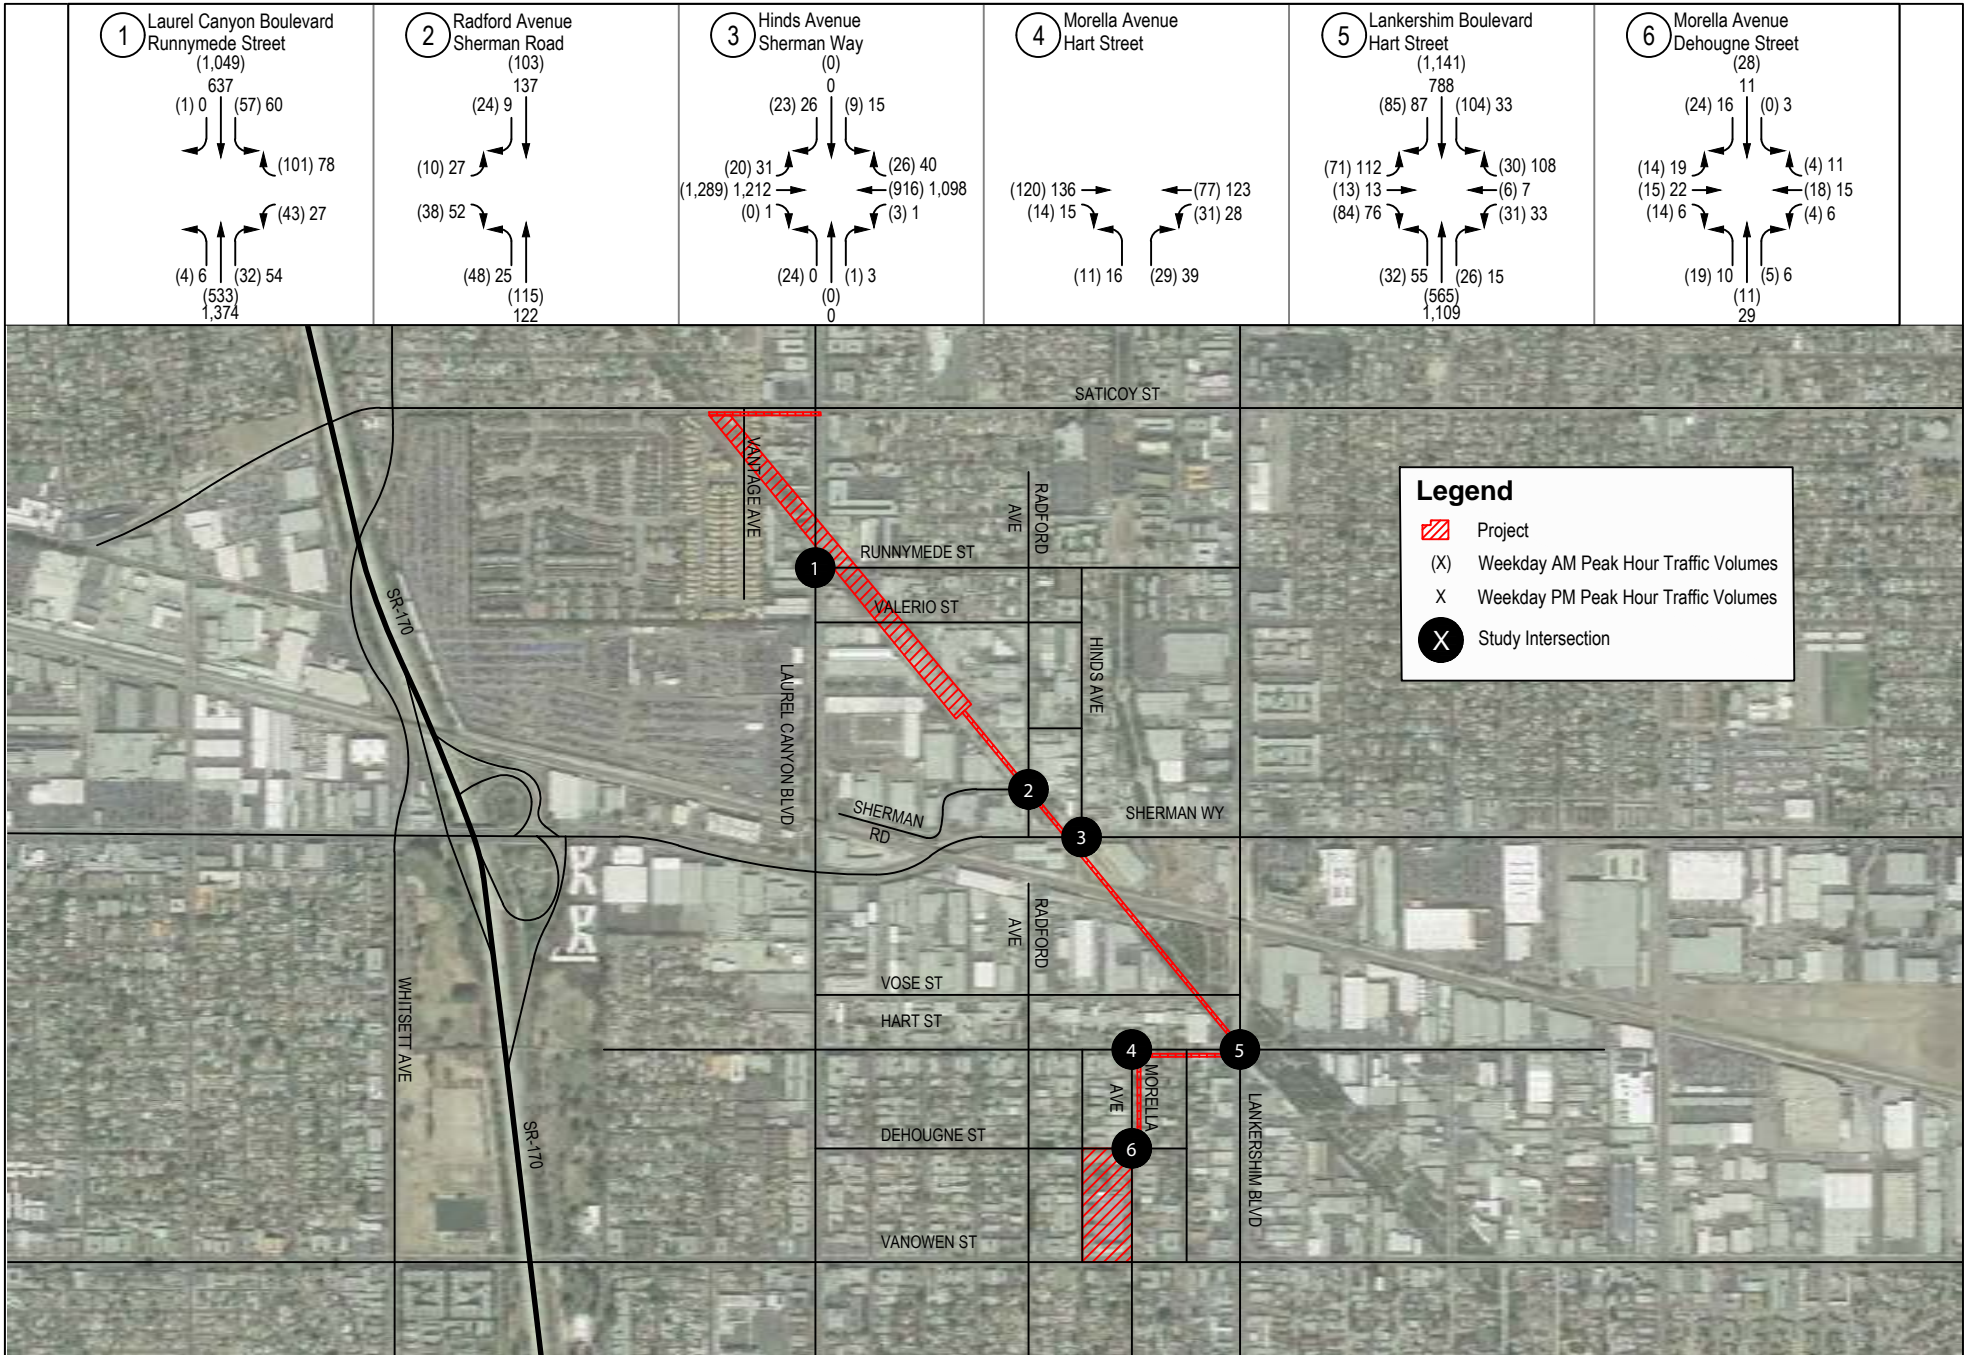 1
Laurel Canyon Boulevard
Runnymede Street
(1,049)
637
(1) 0
(57) 60
(101) 78
(43) 27
(4) 6
(32) 54
(533)
1,374
2
Radford Avenue
Sherman Road
(103)
137
(24) 9
(10) 27
(38) 52
(48) 25
(115)
122
3
Hinds Avenue
Sherman Way
(0)
0
(23) 26
(9) 15
(20) 31
(26) 40
(1,289) 1,212
(916) 1,098
(0) 1
(3) 1
(24) 0
(1) 3
(0)
0
4
Morella Avenue
Hart Street
(120) 136
(77) 123
(14) 15
(31) 28
(11) 16
(29) 39
5
Lankershim Boulevard
Hart Street
(1,141)
788
(85) 87
(104) 33
(71) 112
(30) 108
(13) 13
(6) 7
(84) 76
(31) 33
(32) 55
(26) 15
(565)
1,109
6
Morella Avenue
Dehougne Street
(28)
11
(24) 16
(0) 3
(14) 19
(4) 11
(15) 22
(18) 15
(14) 6
(4) 6
(19) 10
(5) 6
(11)
29
SATICOY ST
VANTAGE AVE
RADFORD
AVE
RUNNYMEDE ST
1
VALERIO ST
SR-170
HINDS AVE
LAUREL CANYON BLVD
2
SHERMAN
RD
SHERMAN WY
3
RADFORD
AVE
WHITSETT AVE
VOSE ST
HART ST
4
5
MORELLA
AVE
LANKERSHIM BLVD
DEHOUGNE ST
6
SR-170
VANOWEN ST
Legend
Project
(X) Weekday AM Peak Hour Traffic Volumes
X Weekday PM Peak Hour Traffic Volumes
X Study Intersection